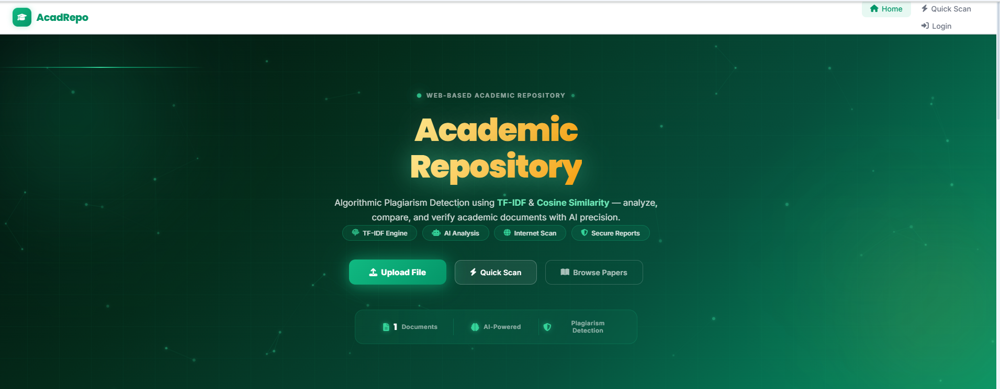 AcadRepo
Home
Quick Scan
Login
WEB-BASED ACADEMIC REPOSITORY
Academic
Repository
Algorithmic Plagiarism Detection using TF-IDF & Cosine Similarity — analyze,
compare, and verify academic documents with AI precision.
TF-IDF Engine
AI Analysis
Internet Scan
Secure Reports
Upload File
Quick Scan
Browse Papers
1 Documents
AI-Powered
Plagiarism
Detection